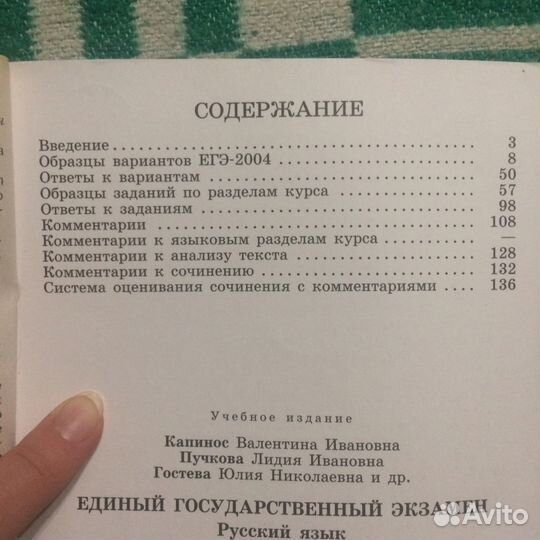 СОДЕРЖАНИЕ
Введение 3
Образцы вариантов ЕГЭ-2004 8
Ответы к вариантам 50
Образцы заданий по разделам курса 57
Ответы к заданиям 98
Комментарии 108
Комментарии к языковым разделам курса —
Комментарии к анализу текста 128
Комментарии к сочинению 132
Система оценивания сочинения с комментариями 136
Учебное издание
Капинос Валентина Ивановна
Пучкова Лидия Ивановна
Гостева Юлия Николаевна и др.
ЕДИНЫЙ ГОСУДАРСТВЕННЫЙ ЭКЗАМЕН
Русский язык
Avito